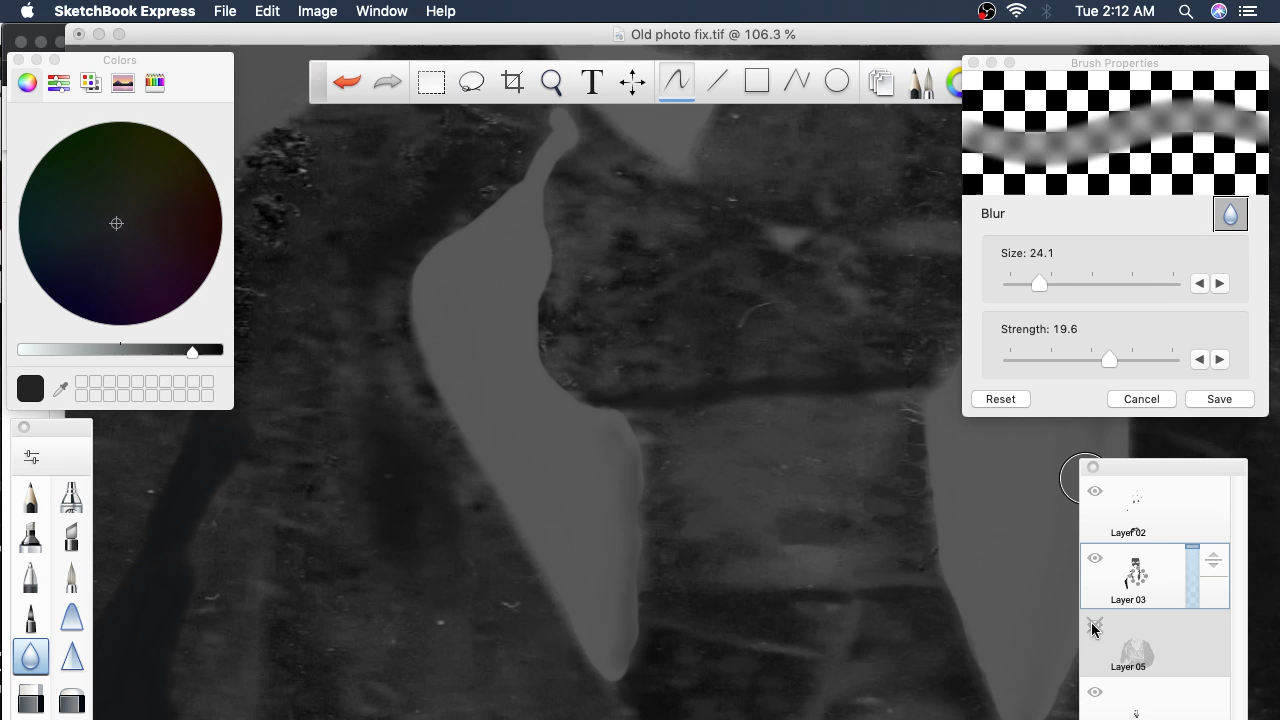 SketchBook Express File Edit Image Window Help Tue 2:12 AM
Old photo fix.tif @ 106.3 %
Colors
T
Brush Properties
Blur
Size: 24.1
Strength: 19.6
Reset Cancel Save
Layer 02
Layer 03
Layer 05